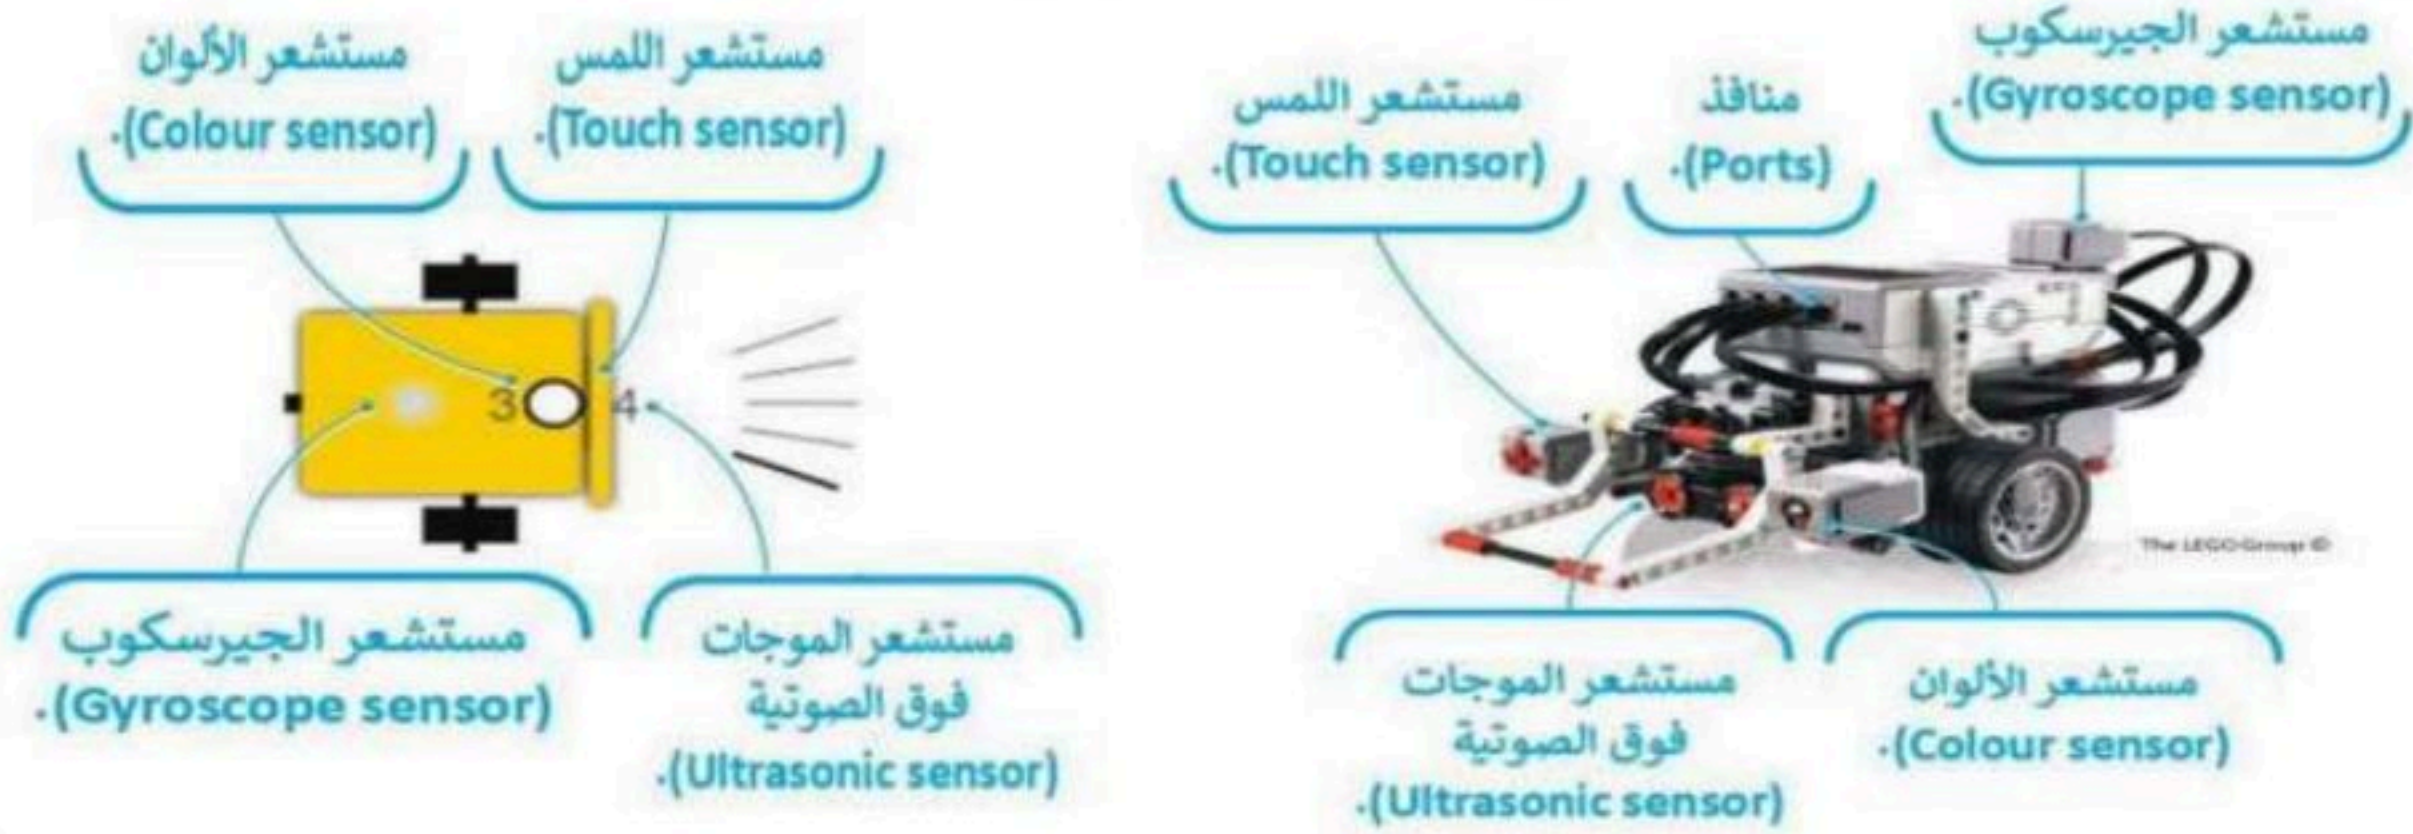 مستشعر الجيرسكوب
(Gyroscope sensor).
منافذ
(Ports).
مستشعر اللمس
(Touch sensor).
The LEGO Group ©
مستشعر الألوان
(Colour sensor).
مستشعر الموجات
فوق الصوتية
(Ultrasonic sensor).
مستشعر اللمس
(Touch sensor).
مستشعر الألوان
(Colour sensor).
3
4
مستشعر الموجات
فوق الصوتية
(Ultrasonic sensor).
مستشعر الجيرسكوب
(Gyroscope sensor).